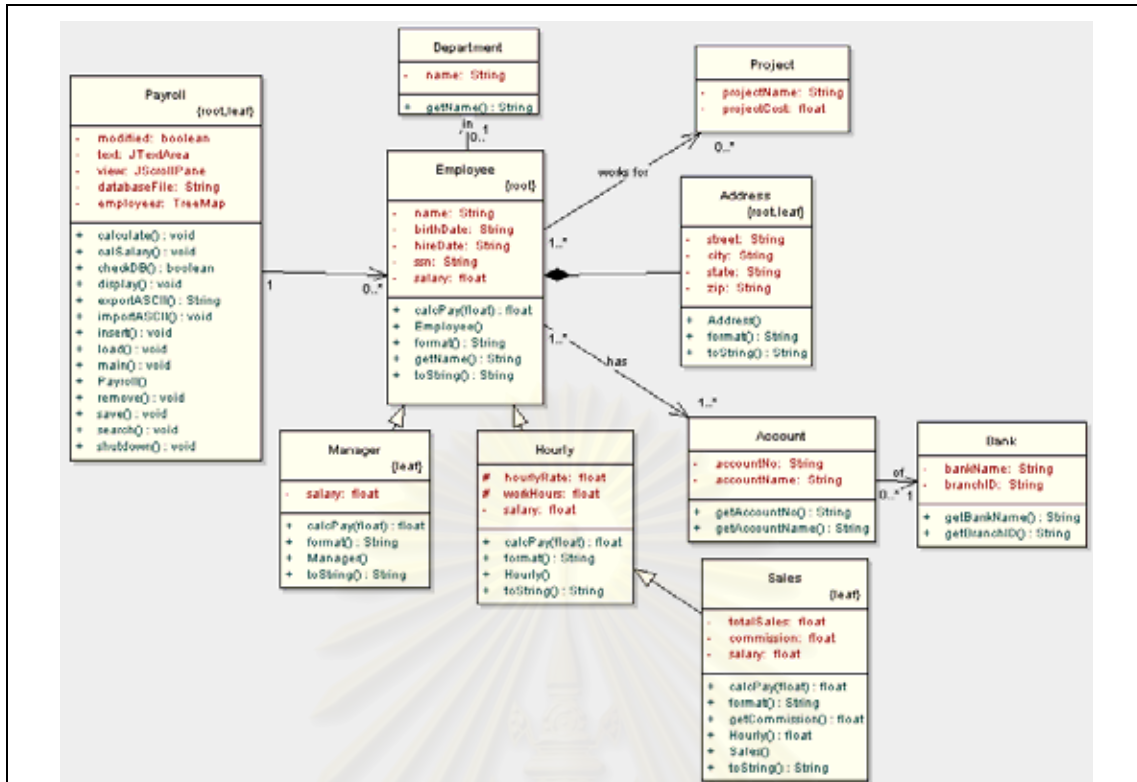 Payroll
{root,leaf}
- modified: boolean
- text: JTextArea
- view: JScrollPane
- databaseFile: String
- employees: TreeMap
+ calculate() : void
+ calSalary() : void
+ checkDB() : boolean
+ display() : void
+ exportASCII() : String
+ importASCII() : void
+ insert() : void
+ load() : void
+ main() : void
+ Payroll()
+ remove() : void
+ save() : void
+ search() : void
+ shutdown() : void
1
0..*
Department
- name: String
+ getName() : String
in
0..1
Employee
{root}
- name: String
- birthDate: String
- hireDate: String
- ssn: String
- salary: float
+ calcPay(float) : float
+ Employee()
+ format() : String
+ getName() : String
+ toString() : String
works for
1..*
0..*
Project
- projectName: String
- projectCost: float
Address
{root,leaf}
- street: String
- city: String
- state: String
- zip: String
+ Address()
+ format() : String
+ toString() : String
1..*
has
1..*
Manager
{leaf}
- salary: float
+ calcPay(float) : float
+ format() : String
+ Manager()
+ toString() : String
Hourly
# hourlyRate: float
# workHours: float
- salary: float
+ calcPay(float) : float
+ format() : String
+ Hourly()
+ toString() : String
Account
- accountNo: String
- accountName: String
+ getAccountNo() : String
+ getAccountName() : String
of
0..*
1
Bank
- bankName: String
- branchID: String
+ getBankName() : String
+ getBranchID() : String
Sales
{leaf}
- totalSales: float
- commission: float
- salary: float
+ calcPay(float) : float
+ format() : String
+ getCommission() : float
+ Hourly() : float
+ Sales()
+ toString() : String